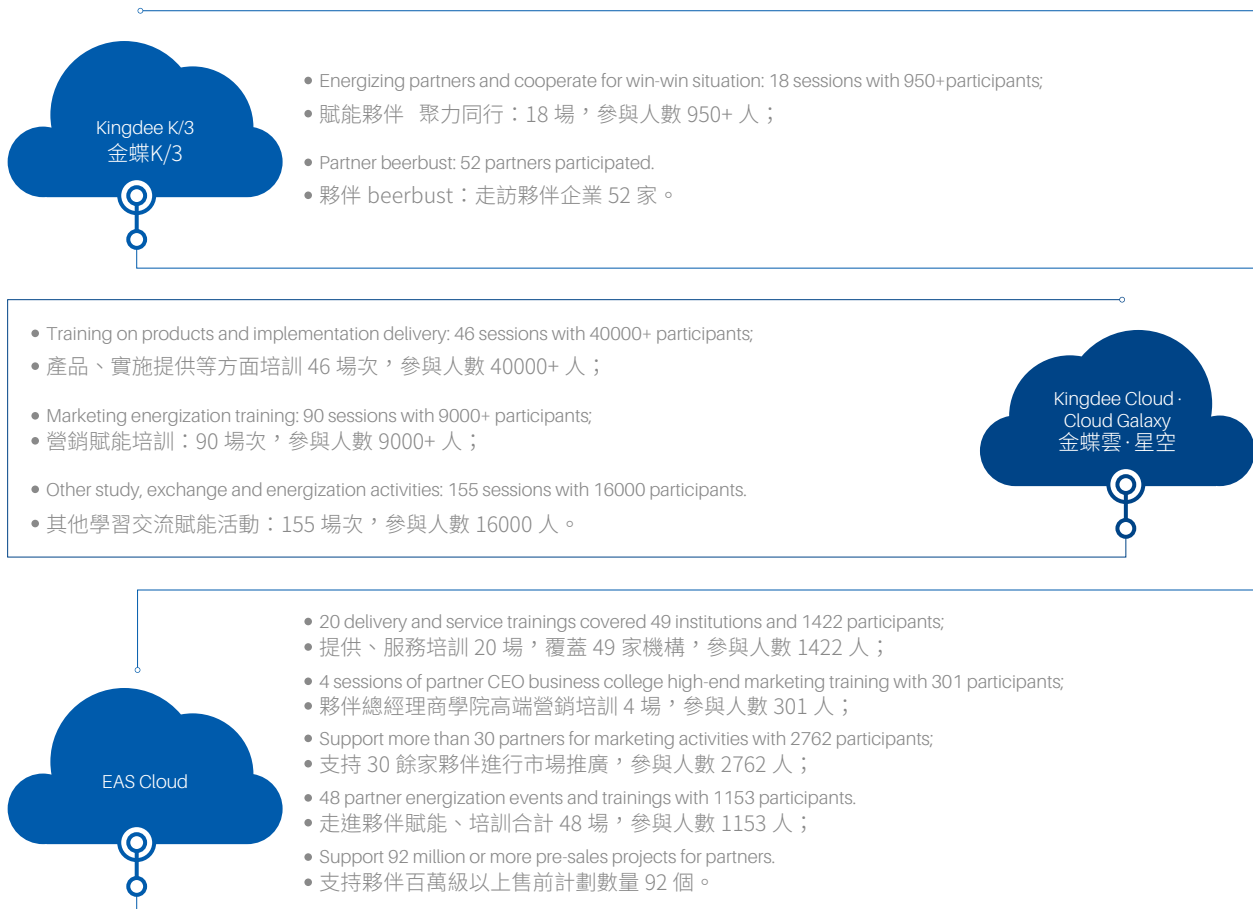 Kingdee K/3
金蝶K/3
• Energizing partners and cooperate for win-win situation: 18 sessions with 950+participants;
• 賦能夥伴 聚力同行：18 場，參與人數 950+ 人；
• Partner beerbust: 52 partners participated.
• 夥伴 beerbust：走訪夥伴企業 52 家。
• Training on products and implementation delivery: 46 sessions with 40000+ participants;
• 產品、實施提供等方面培訓 46 場次，參與人數 40000+ 人；
• Marketing energization training: 90 sessions with 9000+ participants;
• 營銷賦能培訓：90 場次，參與人數 9000+ 人；
• Other study, exchange and energization activities: 155 sessions with 16000 participants.
• 其他學習交流賦能活動：155 場次，參與人數 16000 人。
Kingdee Cloud ·
Cloud Galaxy
金蝶雲·星空
EAS Cloud
• 20 delivery and service trainings covered 49 institutions and 1422 participants;
• 提供、服務培訓 20 場，覆蓋 49 家機構，參與人數 1422 人；
• 4 sessions of partner CEO business college high-end marketing training with 301 participants;
• 夥伴總經理商學院高端營銷培訓 4 場，參與人數 301 人；
• Support more than 30 partners for marketing activities with 2762 participants;
• 支持 30 餘家夥伴進行市場推廣，參與人數 2762 人；
• 48 partner energization events and trainings with 1153 participants.
• 走進夥伴賦能、培訓合計 48 場，參與人數 1153 人；
• Support 92 million or more pre-sales projects for partners.
• 支持夥伴百萬級以上售前計劃數量 92 個。